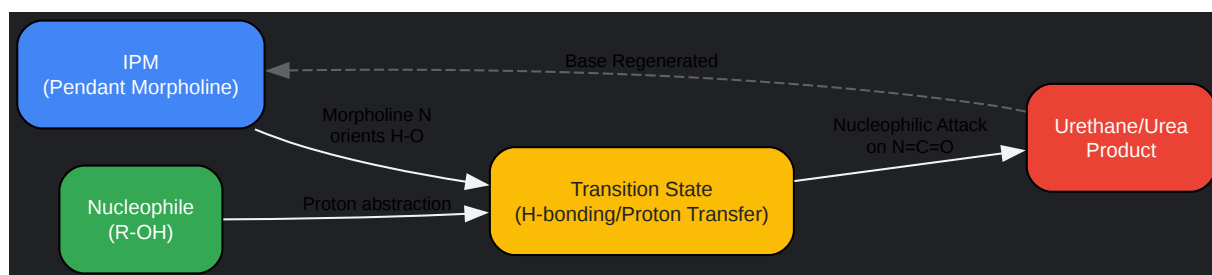 IPM
(Pendant Morpholine)
Base Regenerated
Morpholine N
orients H-O
Nucleophilic Attack
on N=C=O
Urethane/Urea
Product
Nucleophile
(R-OH)
Proton abstraction
Transition State
(H-bonding/Proton Transfer)